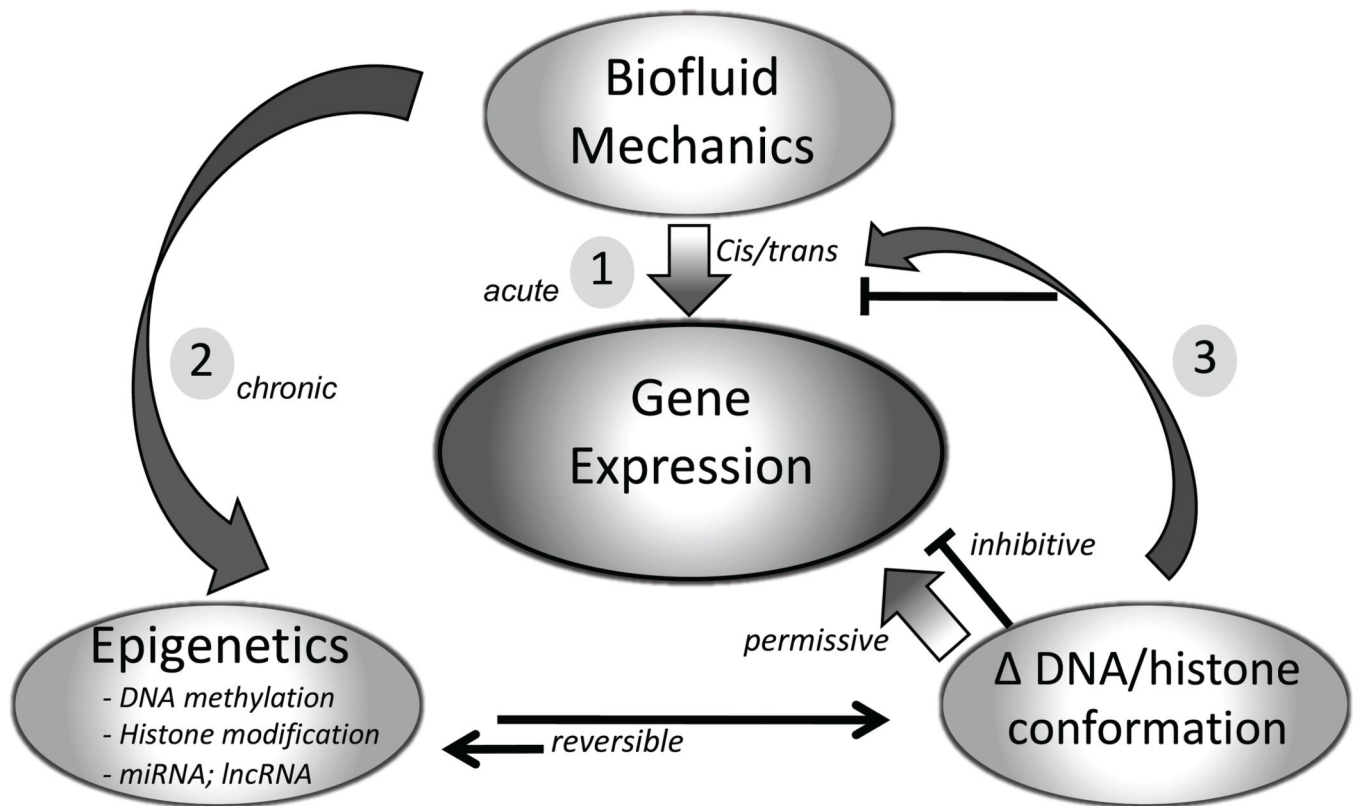 Biofluid
Mechanics
Cis/trans
1
acute
2
chronic
3
Gene
Expression
inhibitive
permissive
Epigenetics
- DNA methylation
- Histone modification
- miRNA; lncRNA
reversible
Δ DNA/histone
conformation